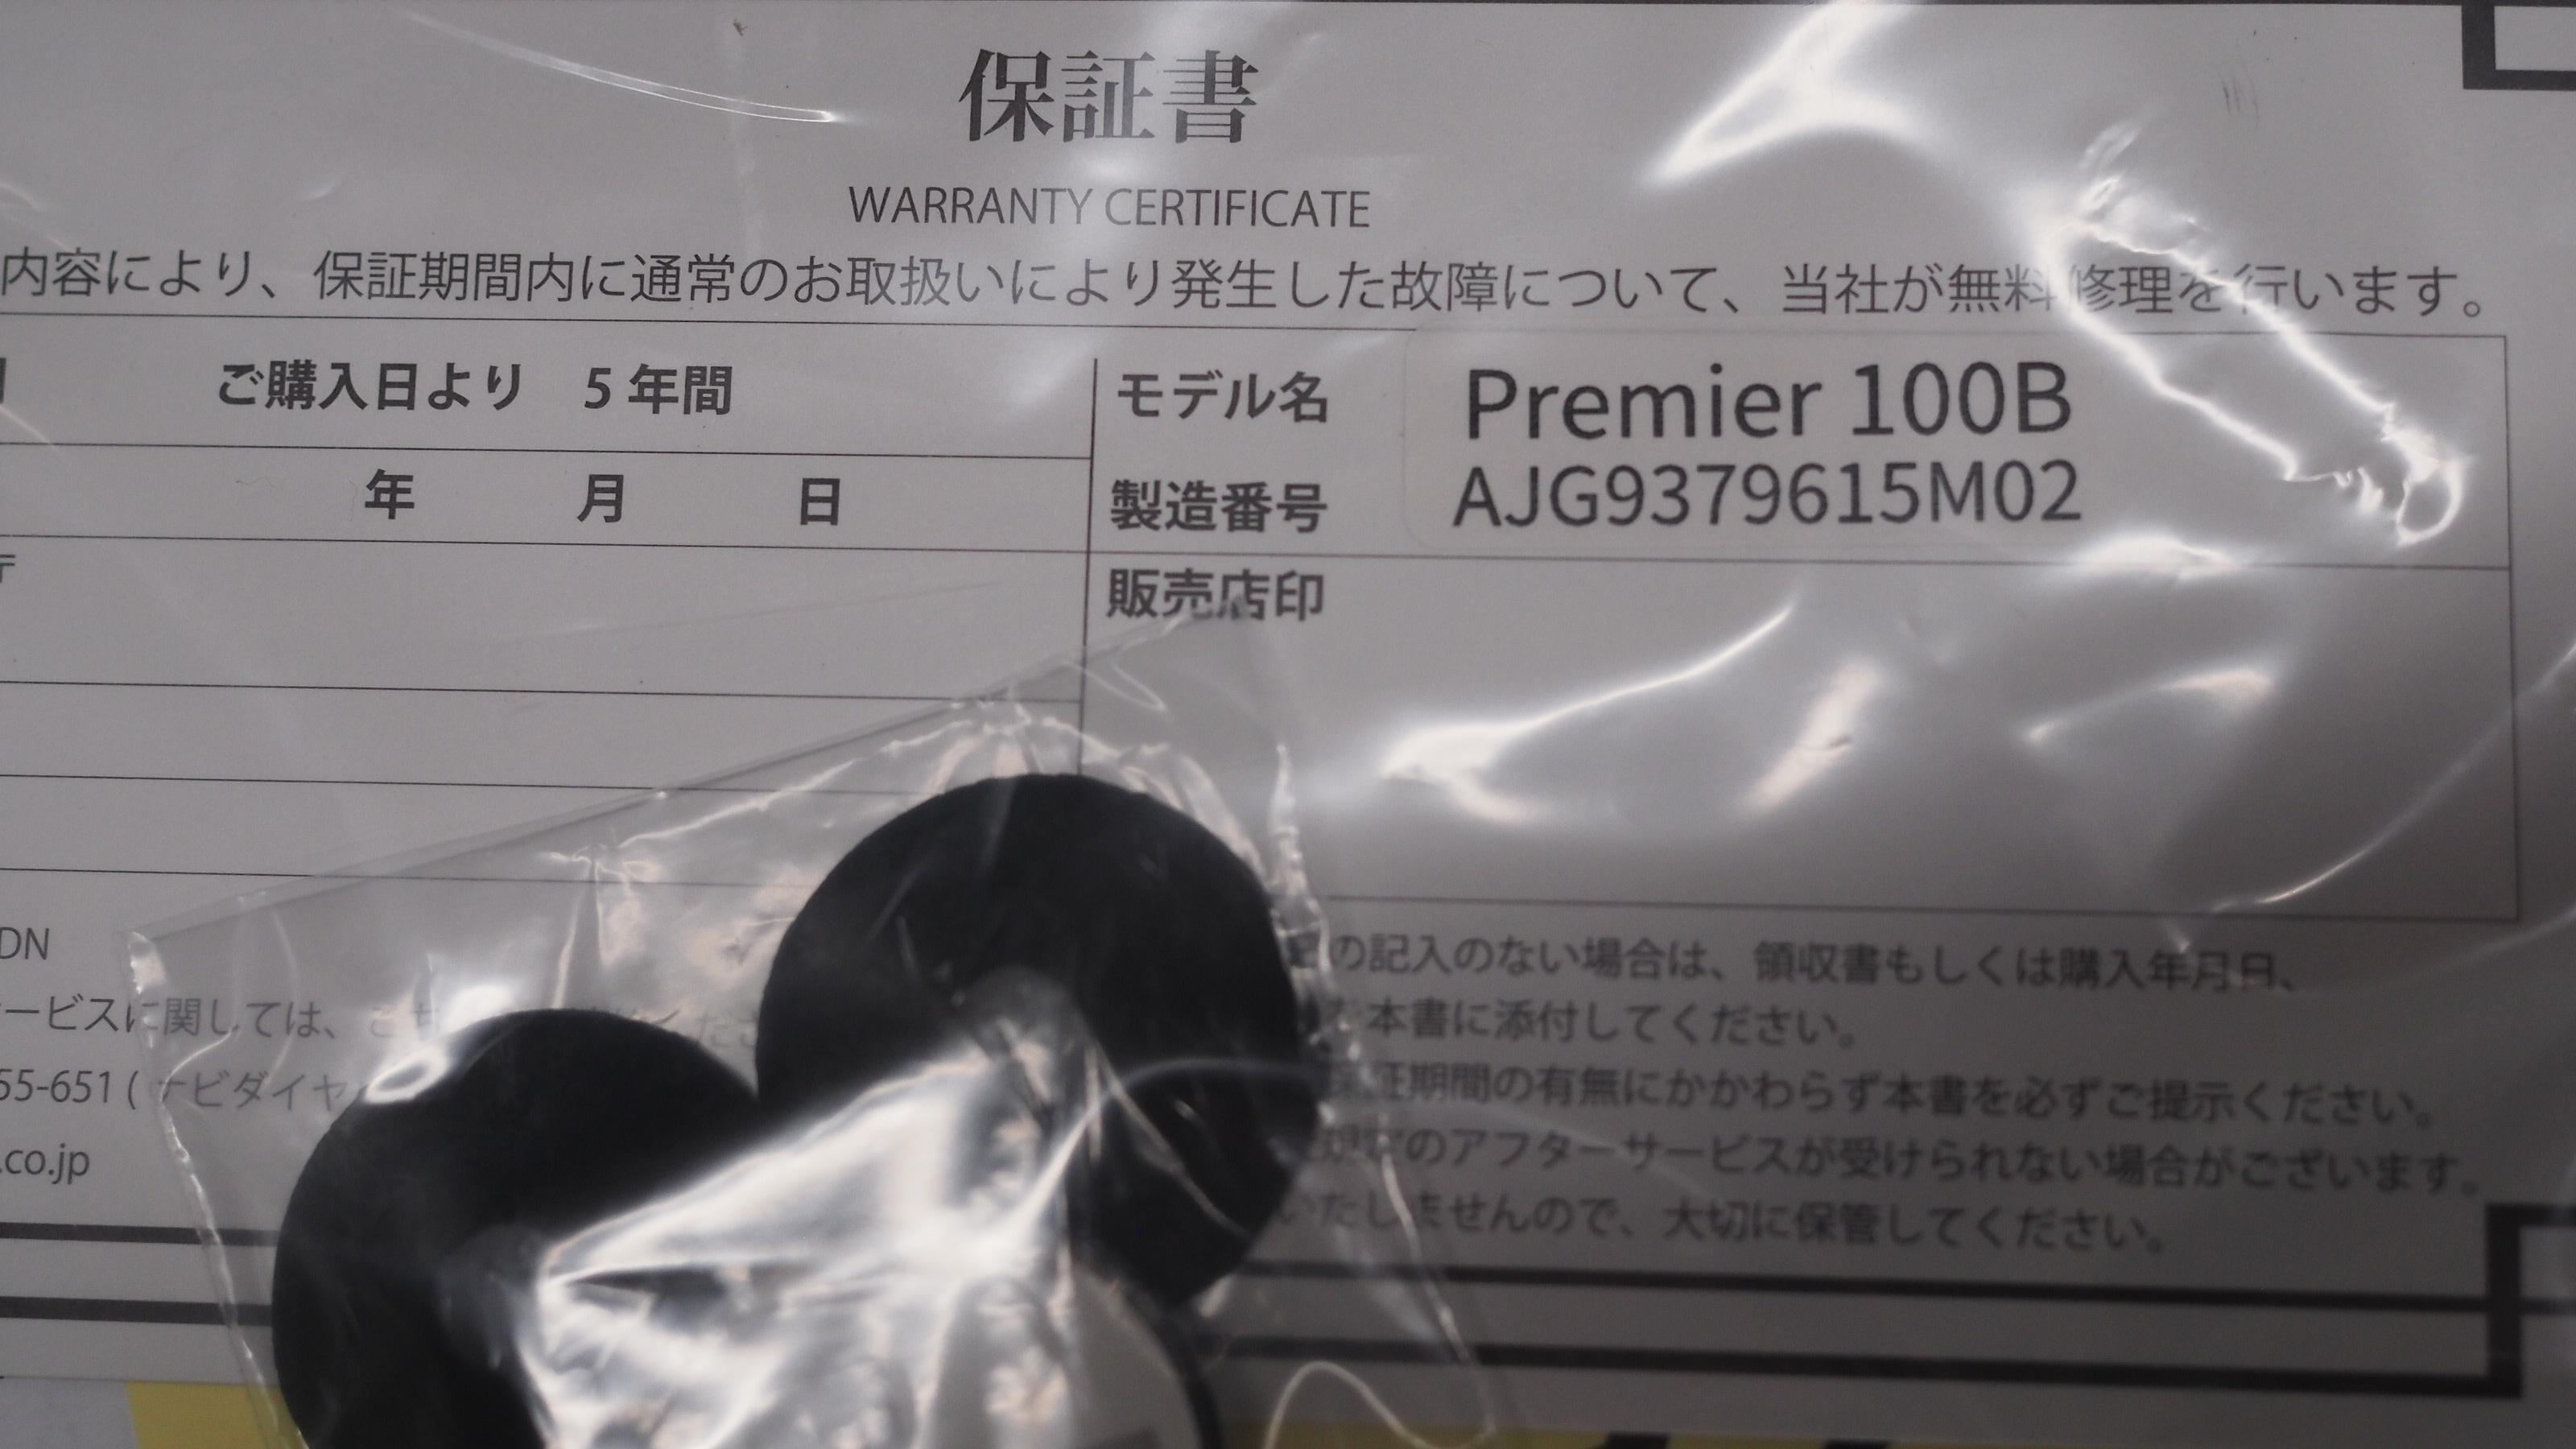 保証書
WARRANTY CERTIFICATE
内容により、保証期間内に通常のお取扱いにより発生した故障について、当社が無料修理を行います。
ご購入日より 5 年間
モデル名 Premier 100B
年 月 日
製造番号 AJG9379615M02
〒
販売店印
DN
の記入のない場合は、領収書もしくは購入年月日、
ービスに関しては、
を本書に添付してください。
55-651 ( ナビダイヤ
保証期間の有無にかかわらず本書を必ずご提示ください。
.co.jp
規定のアフターサービスが受けられない場合がございます。
いたしませんので、大切に保管してください。